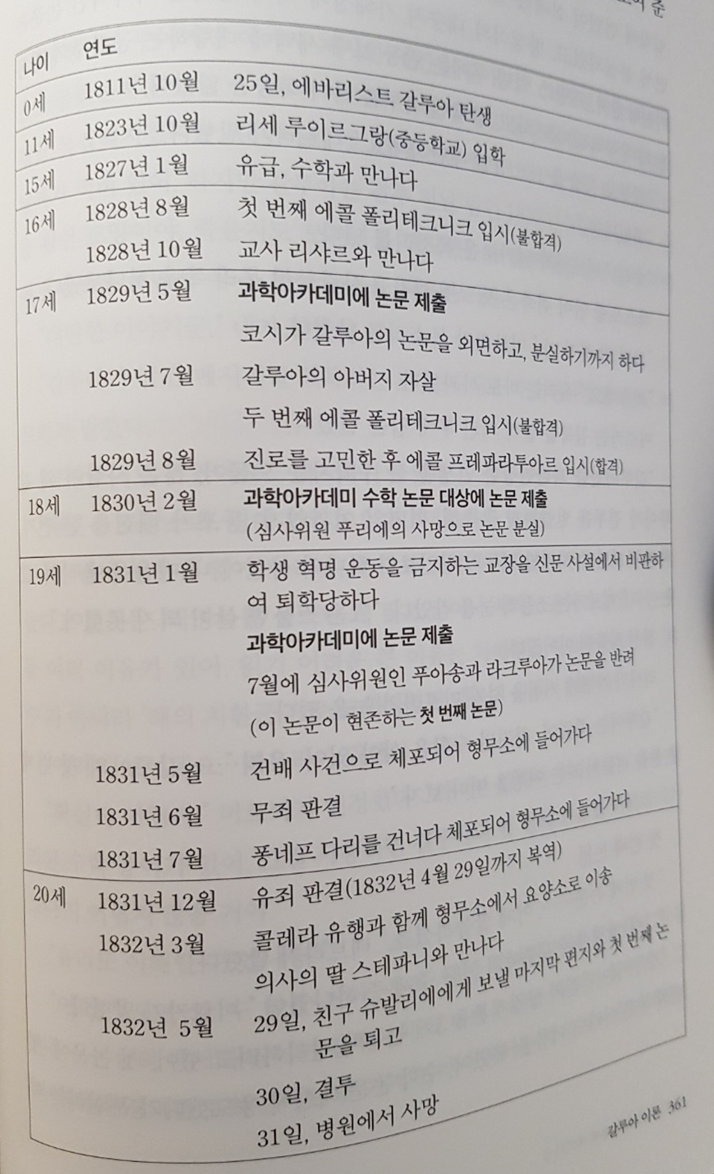 나이 연도
0세 1811년 10월 25일, 에바리스트 갈루아 탄생
11세 1823년 10월 리세 루이르그랑(중등학교) 입학
15세 1827년 1월 유급, 수학과 만나다
16세 1828년 8월 첫 번째 에콜 폴리테크니크 입시(불합격)
1828년 10월 교사 리샤르와 만나다
17세 1829년 5월 과학아카데미에 논문 제출
코시가 갈루아의 논문을 외면하고, 분실하기까지 하다
1829년 7월 갈루아의 아버지 자살
두 번째 에콜 폴리테크니크 입시(불합격)
1829년 8월 진로를 고민한 후 에콜 프레파라투아르 입시(합격)
18세 1830년 2월 과학아카데미 수학 논문 대상에 논문 제출
(심사위원 푸리에의 사망으로 논문 분실)
19세 1831년 1월 학생 혁명 운동을 금지하는 교장을 신문 사설에서 비판하
여 퇴학당하다
과학아카데미에 논문 제출
7월에 심사위원인 푸아송과 라크루아가 논문을 반려
(이 논문이 현존하는 첫 번째 논문)
1831년 5월 건배 사건으로 체포되어 형무소에 들어가다
1831년 6월 무죄 판결
1831년 7월 퐁네프 다리를 건너다 체포되어 형무소에 들어가다
20세 1831년 12월 유죄 판결(1832년 4월 29일까지 복역)
1832년 3월 콜레라 유행과 함께 형무소에서 요양소로 이송
의사의 딸 스테파니와 만나다
1832년 5월 29일, 친구 슈발리에에게 보낼 마지막 편지와 첫 번째 논
문을 퇴고
30일, 결투
31일, 병원에서 사망
갈루아 이론 361